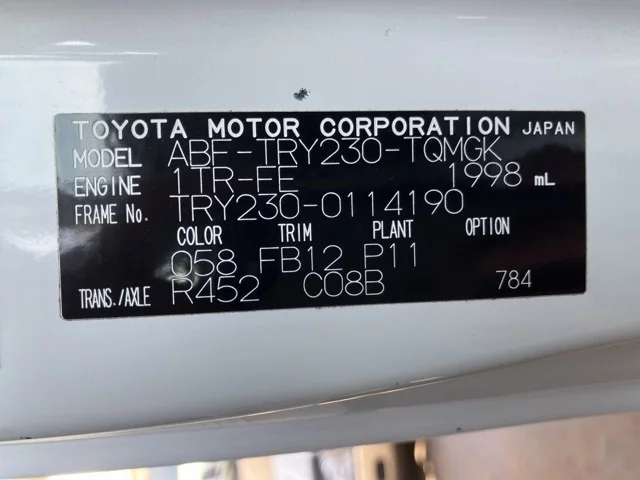 TOYOTA MOTOR CORPORATION JAPAN
MODEL ABF-TRY230-TQMGK
ENGINE 1TR-FE 1998 mL
FRAME No. TRY230-0114190
COLOR TRIM PLANT OPTION
058 FB12 P11
TRANS./AXLE R452 C08B 784